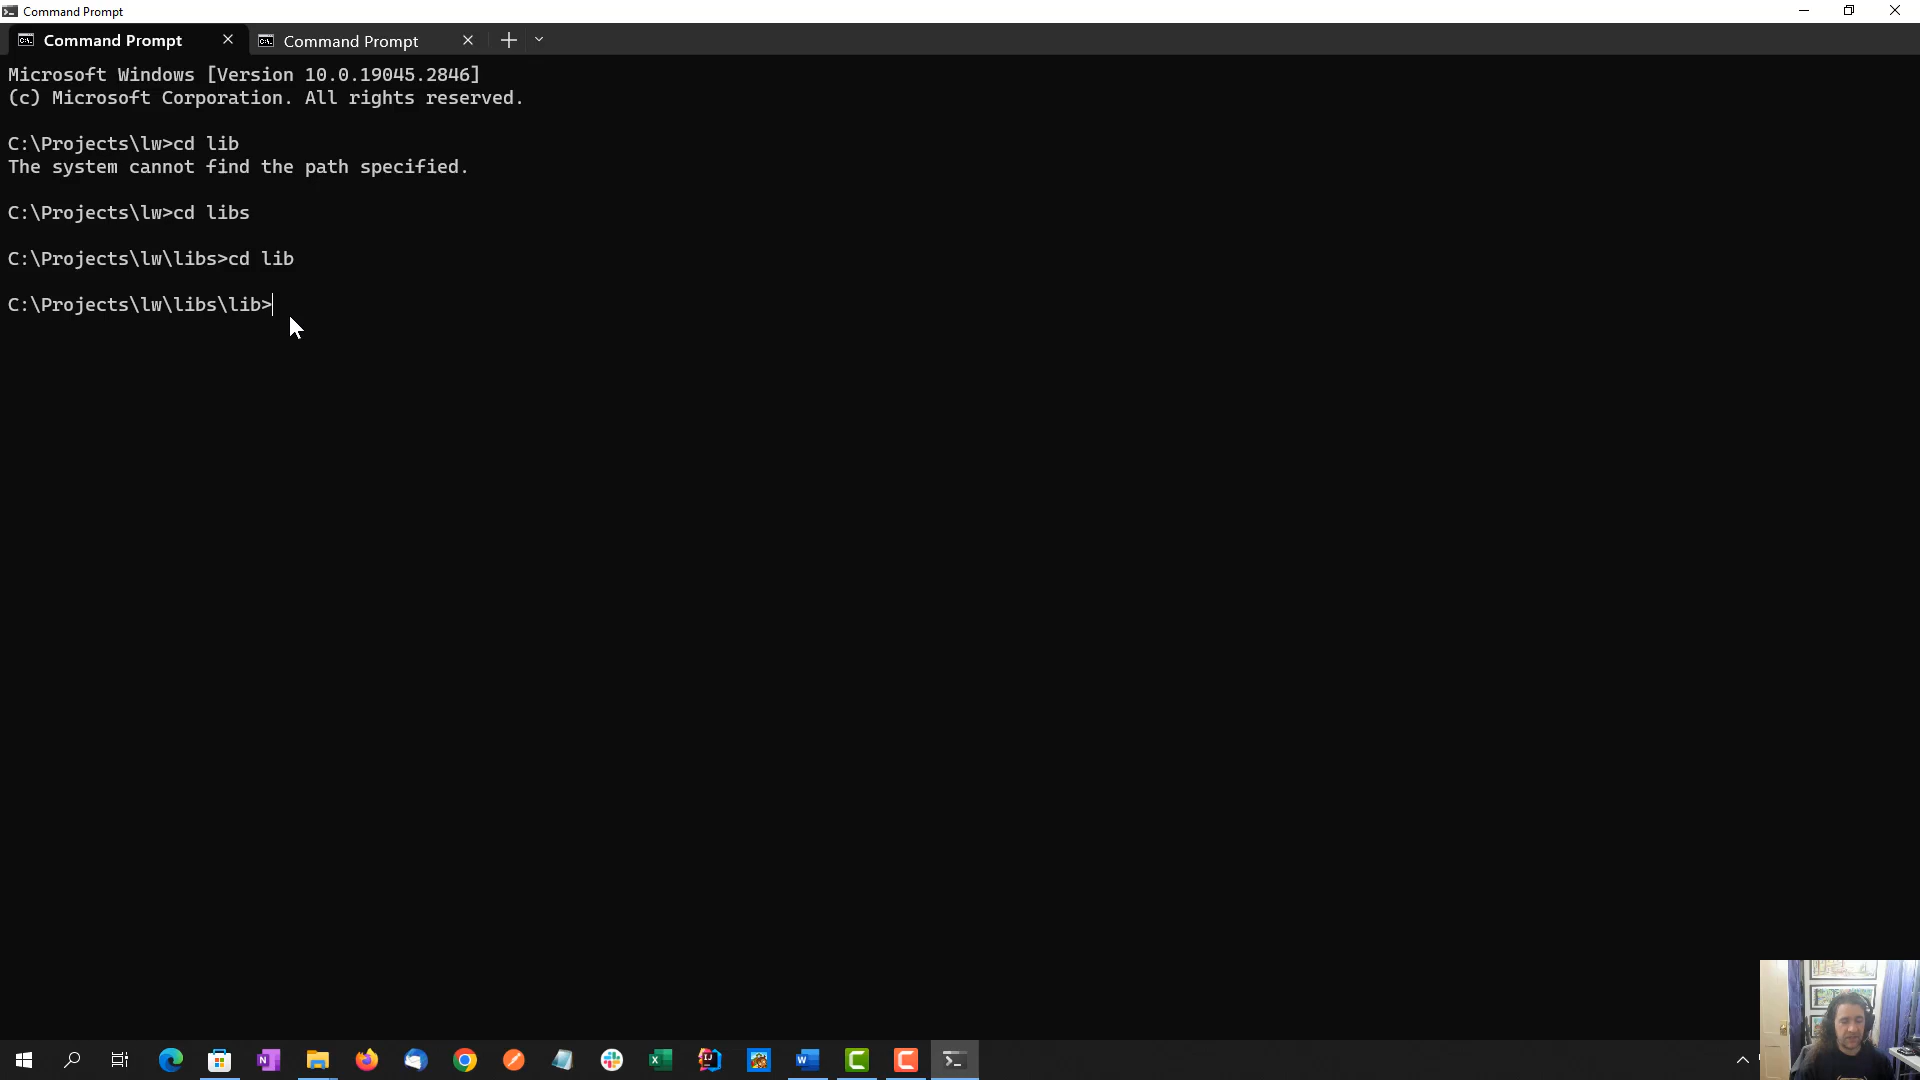 Command Prompt
Command Prompt
Command Prompt
Microsoft Windows [Version 10.0.19045.2846]
(c) Microsoft Corporation. All rights reserved.
C:\Projects\lw>cd lib
The system cannot find the path specified.
C:\Projects\lw>cd libs
C:\Projects\lw\libs>cd lib
C:\Projects\lw\libs\lib>